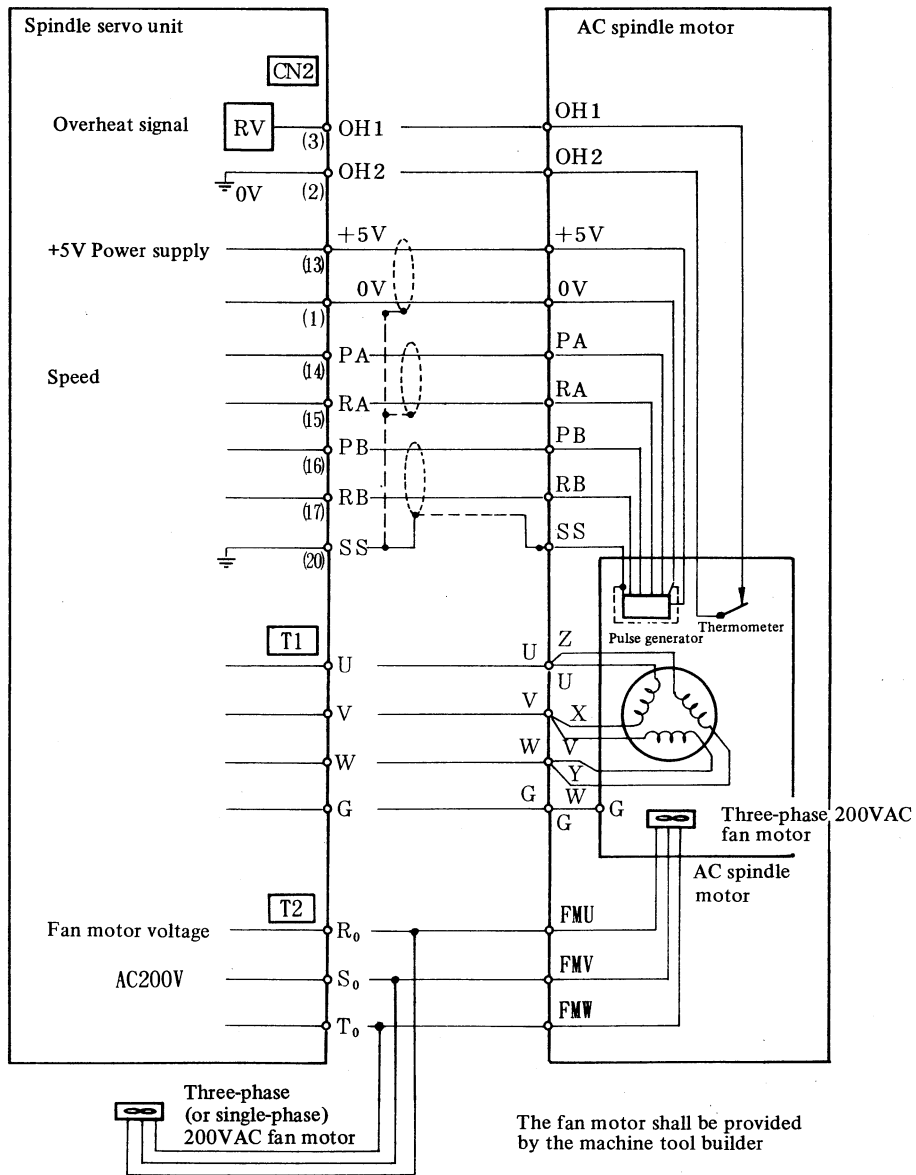 Spindle servo unit
AC spindle motor
CN2
Overheat signal
RV
(3)
OH1
OH1
0V
(2)
OH2
OH2
+5V Power supply
(13)
+5V
+5V
(1)
0V
0V
Speed
(14)
PA
PA
(15)
RA
RA
(16)
PB
PB
(17)
RB
RB
(20)
SS
SS
Pulse generator
Thermometer
T1
U
U
Z
U
V
V
X
V
W
W
Y
W
G
G
G
G
Three-phase 200VAC
fan motor
AC spindle
motor
T2
Fan motor voltage
R0
FMU
AC200V
S0
FMV
T0
FMW
Three-phase
(or single-phase)
200VAC fan motor
The fan motor shall be provided
by the machine tool builder